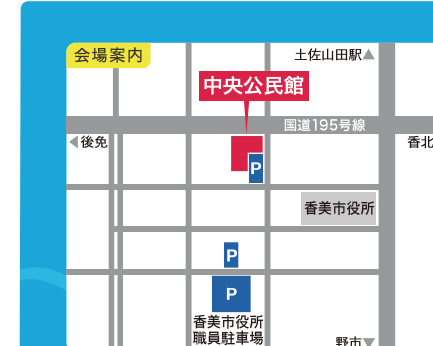 会場案内
土佐山田駅▲
中央公民館
国道195号線
◀後免
香北
P
香美市役所
P
P
香美市役所
職員駐車場
野市▼